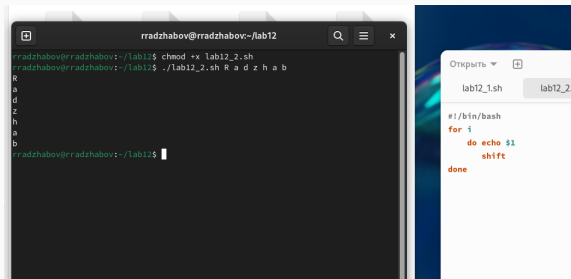 rradzhabov@rradzhabov:~/lab12
rradzhabov@rradzhabov:~/lab12$ chmod +x lab12_2.sh
rradzhabov@rradzhabov:~/lab12$ ./lab12_2.sh R a d z h a b
R
a
d
z
h
a
b
rradzhabov@rradzhabov:~/lab12$
Открыть
lab12_1.sh lab12_2
#!/bin/bash
for i
do echo $1
shift
done